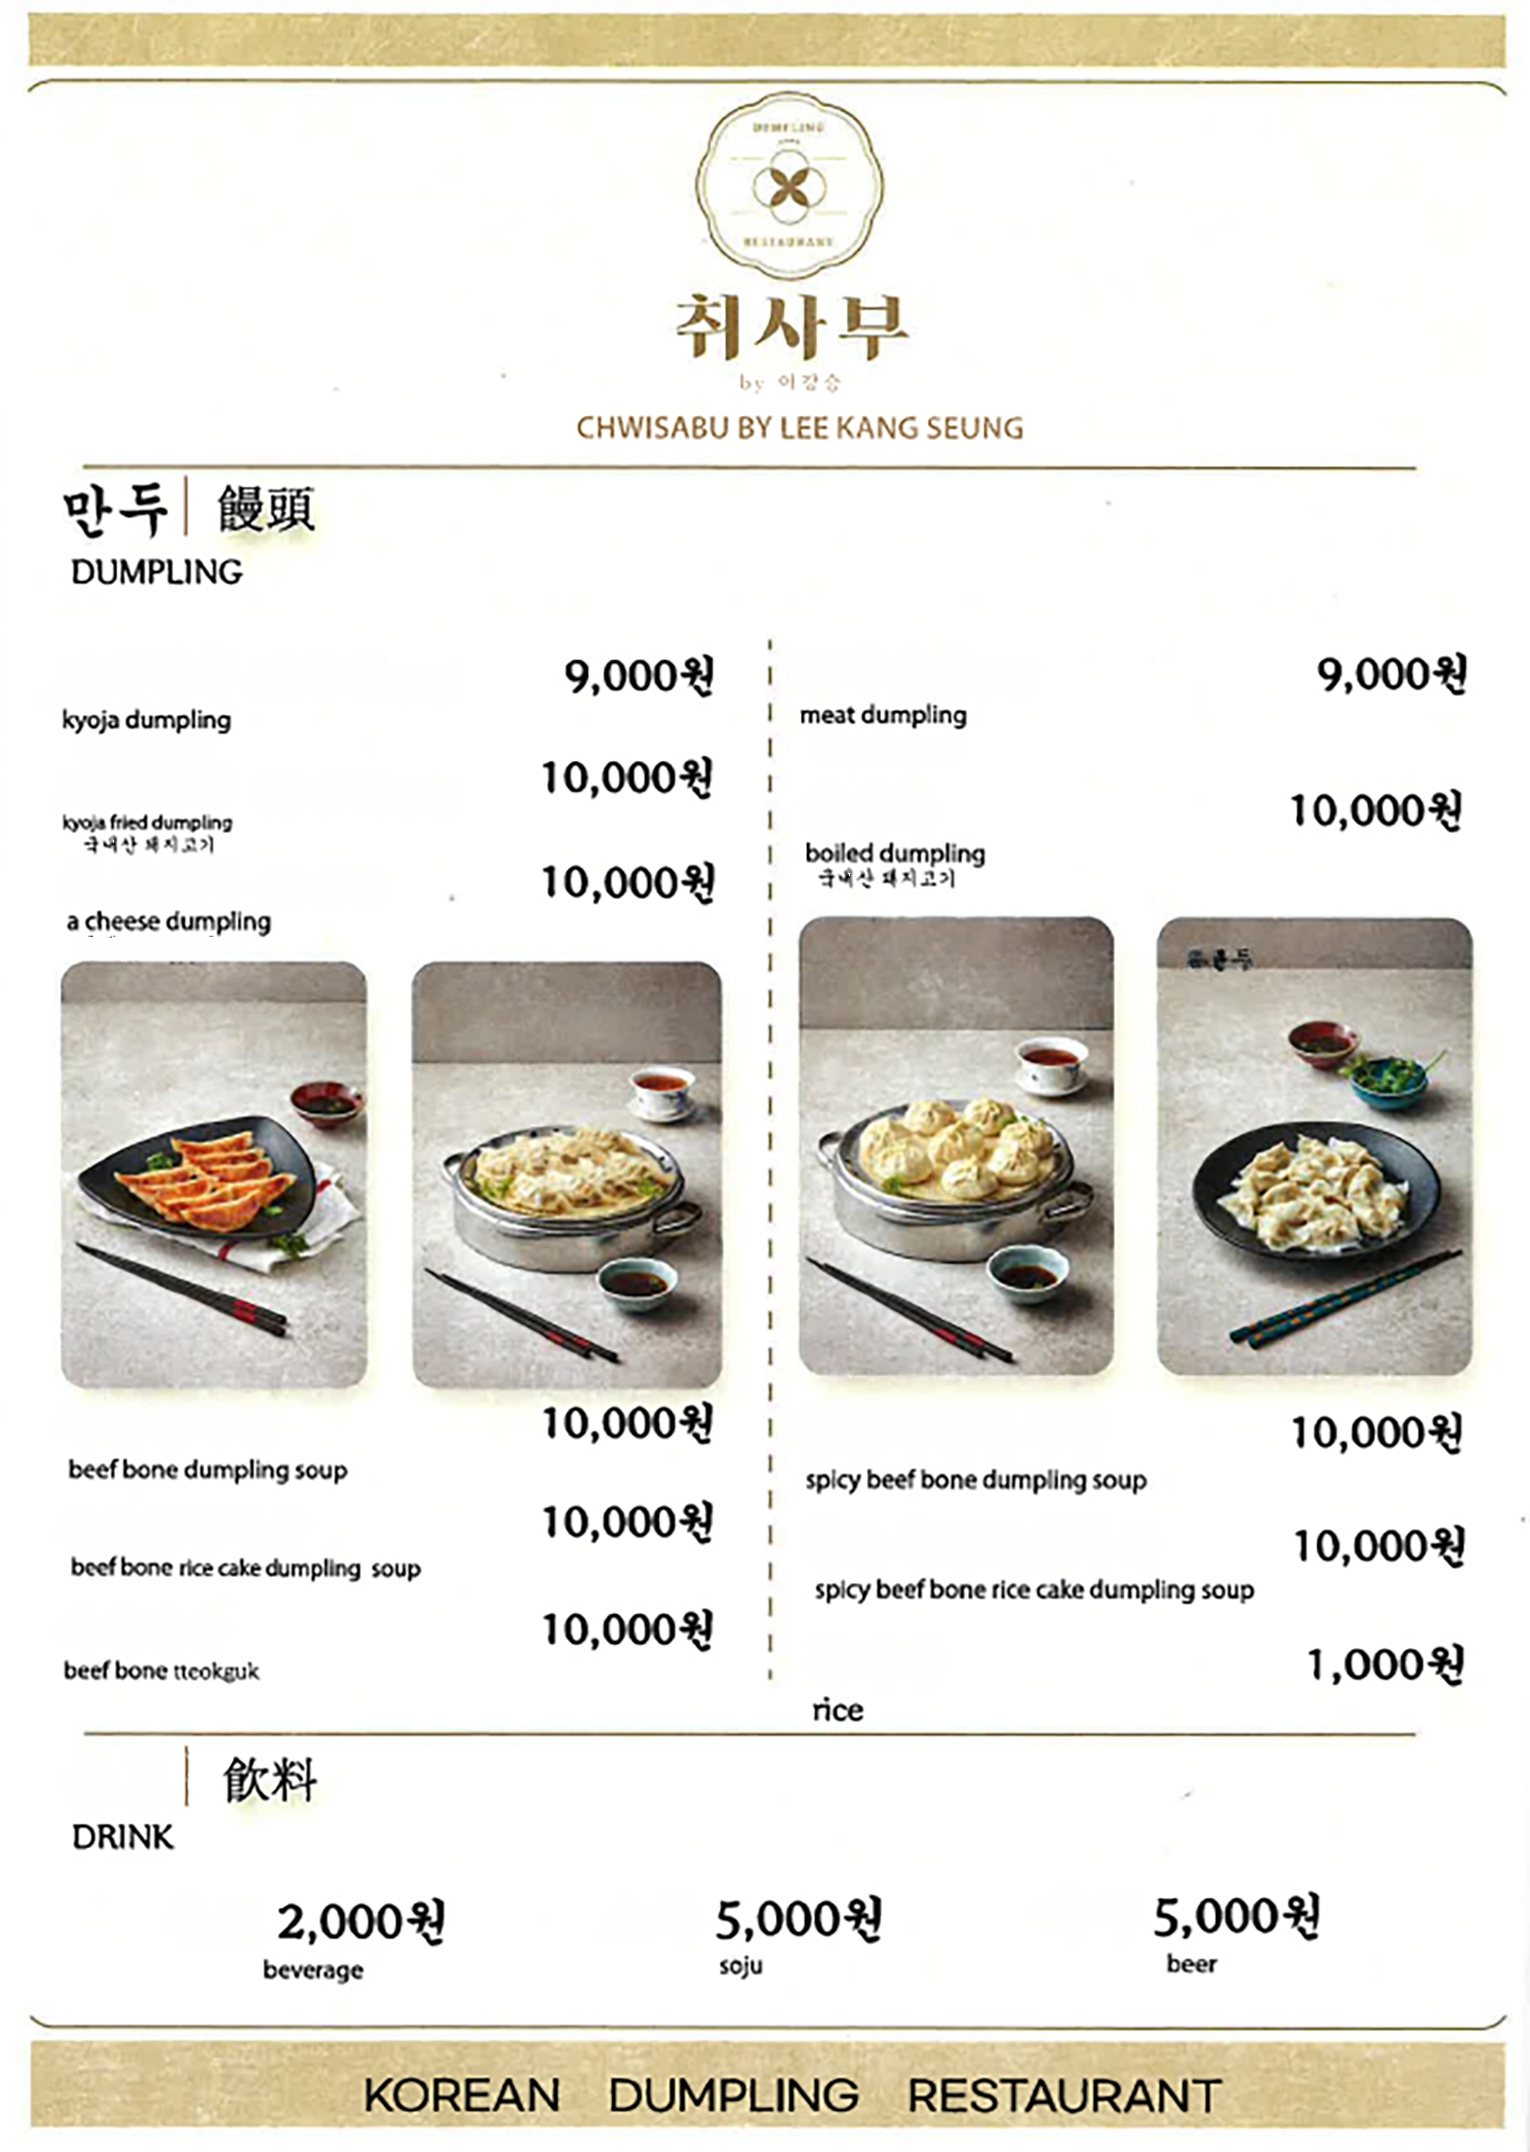 DUMPLING
RESTAURANT
취사부
by 이강승
CHWISABU BY LEE KANG SEUNG
만두 饅頭
DUMPLING
9,000원
kyoja dumpling
10,000원
kyoja fried dumpling
국내산 돼지고기
10,000원
a cheese dumpling
9,000원
meat dumpling
10,000원
boiled dumpling
국내산 돼지고기
10,000원
beef bone dumpling soup
10,000원
beef bone rice cake dumpling soup
10,000원
beef bone tteokguk
10,000원
spicy beef bone dumpling soup
10,000원
spicy beef bone rice cake dumpling soup
1,000원
rice
飮料
DRINK
2,000원
beverage
5,000원
soju
5,000원
beer
KOREAN DUMPLING RESTAURANT